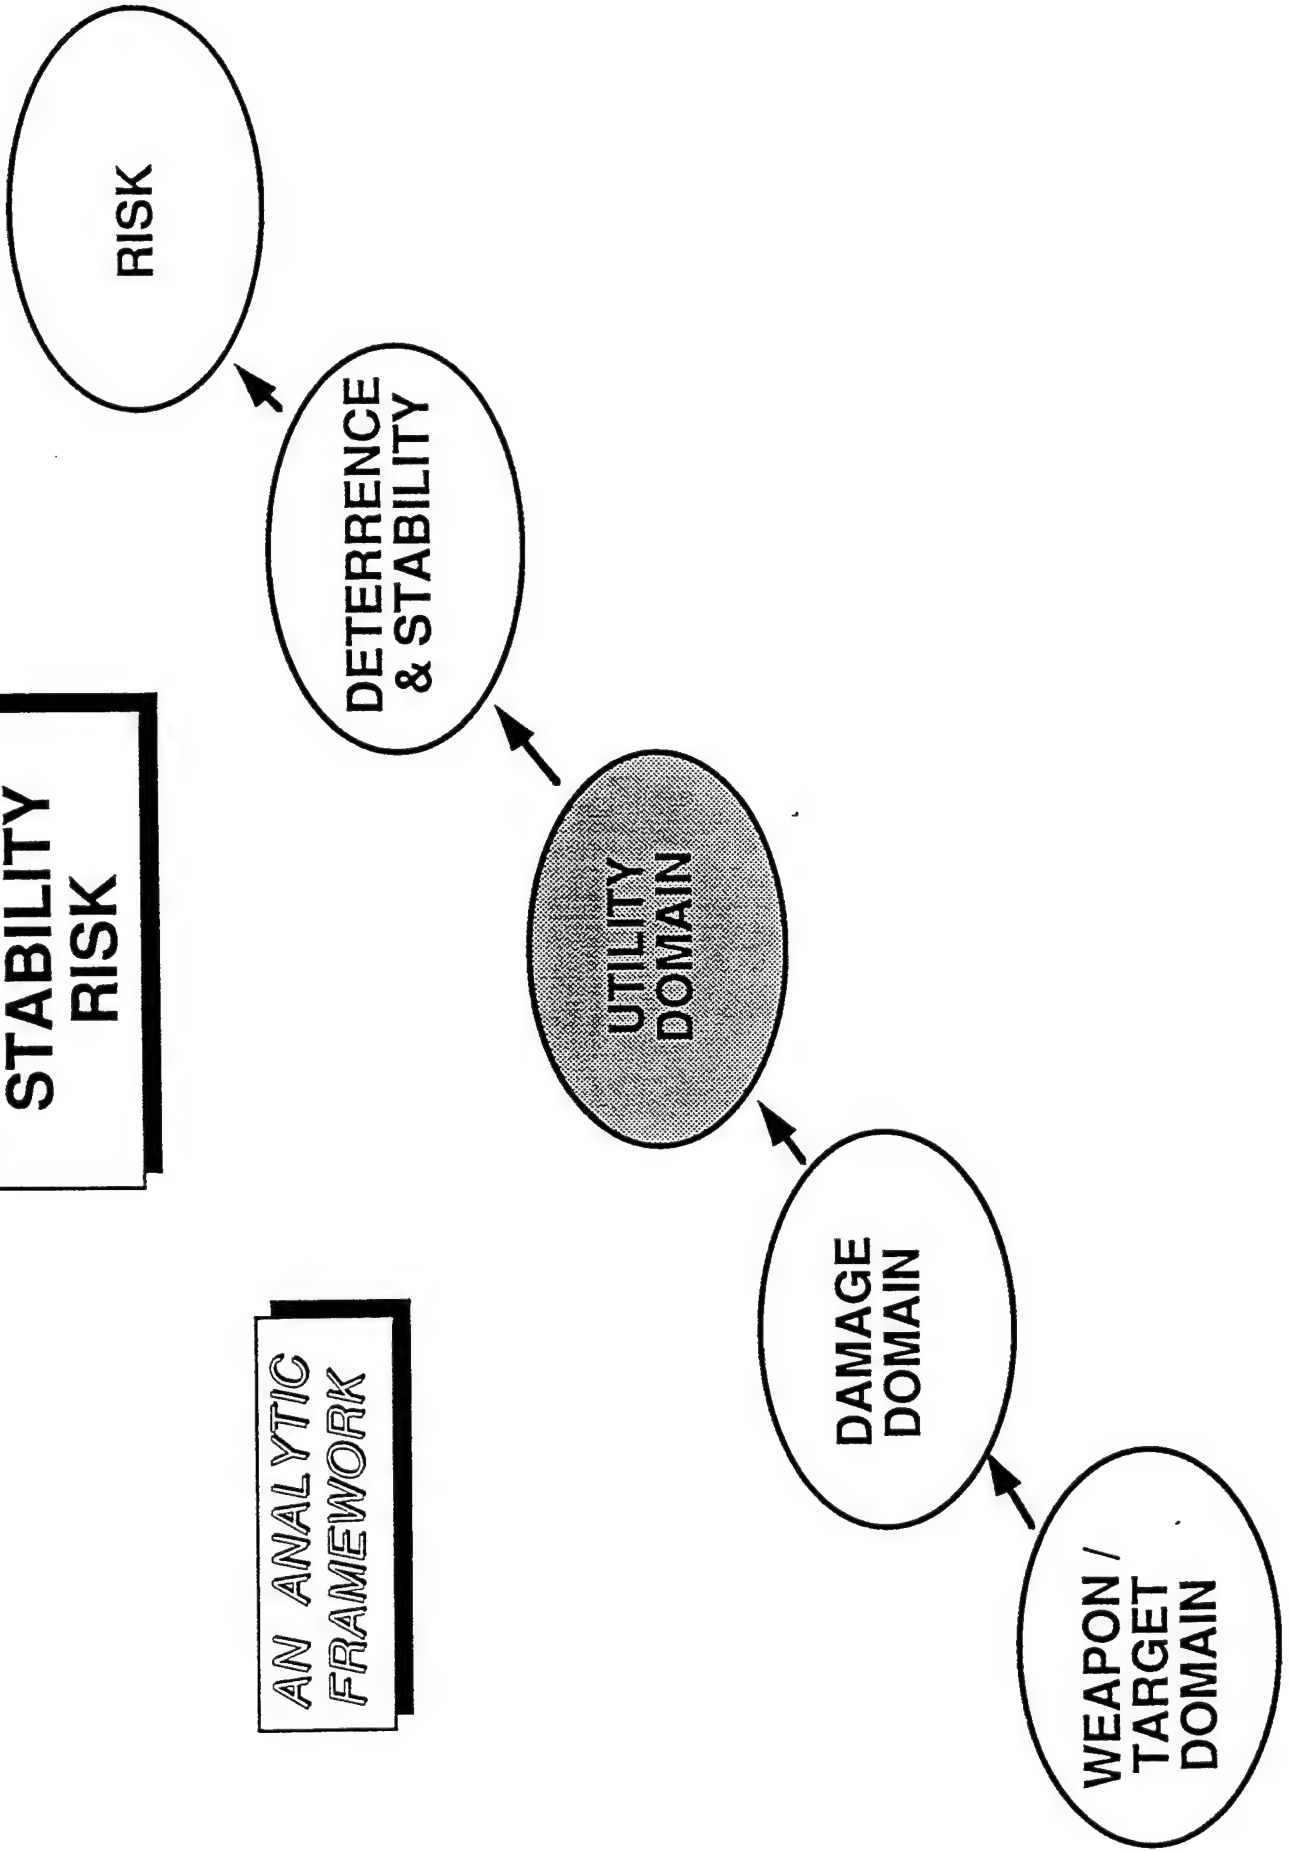 STABILITY
RISK
RISK
AN ANALYTIC
FRAMEWORK
DETERRENCE
& STABILITY
UTILITY
DOMAIN
DAMAGE
DOMAIN
WEAPON /
TARGET
DOMAIN